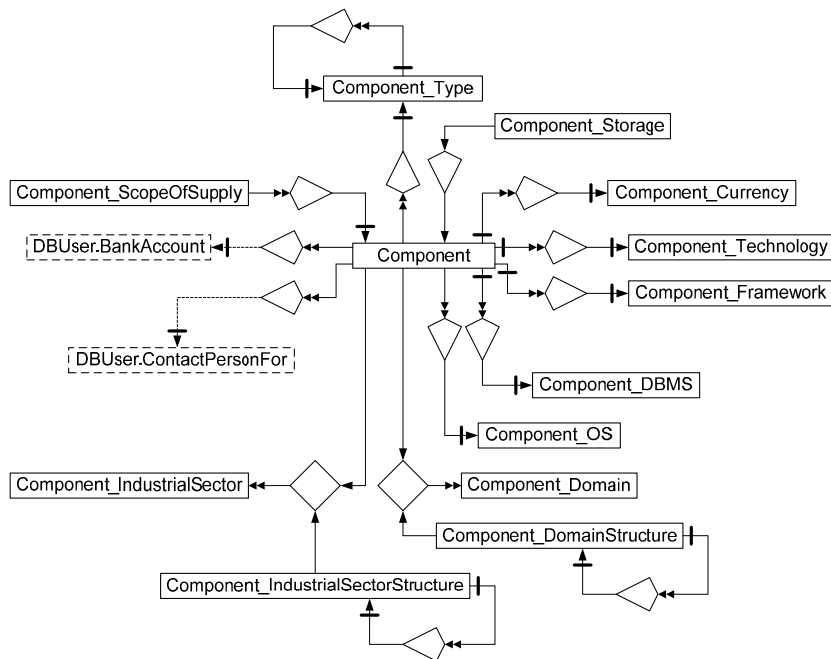 Component_Type
Component_Storage
Component_ScopeOfSupply
Component_Currency
DBUser.BankAccount
Component
Component_Technology
Component_Framework
DBUser.ContactPersonFor
Component_DBMS
Component_OS
Component_IndustrialSector
Component_Domain
Component_DomainStructure
Component_IndustrialSectorStructure